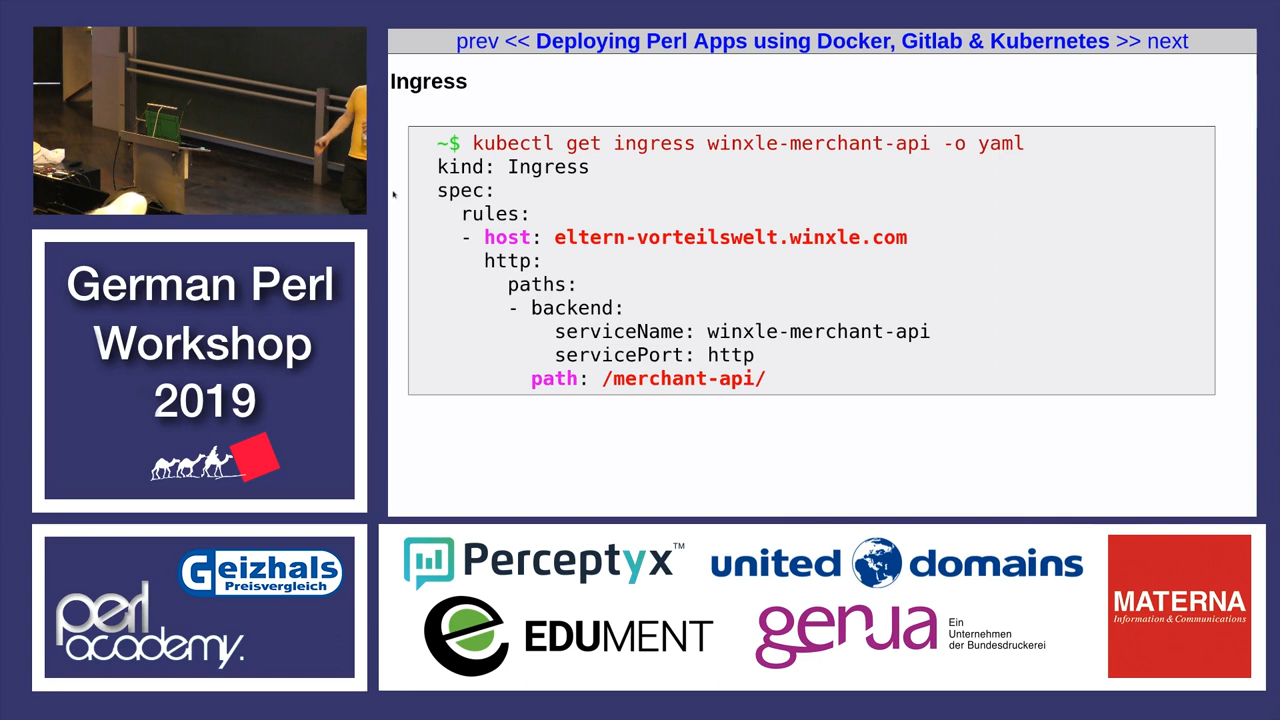 prev << Deploying Perl Apps using Docker, Gitlab & Kubernetes >> next
Ingress
~$ kubectl get ingress winxle-merchant-api -o yaml
kind: Ingress
spec:
rules:
- host: eltern-vorteilswelt.winxle.com
http:
paths:
- backend:
serviceName: winxle-merchant-api
servicePort: http
path: /merchant-api/
German Perl
Workshop
2019
Geizhals
Preisvergleich
perl
academy.
Perceptyx™
united domains
MATERNA
Information & Communications
EDUMENT
genua
Ein
Unternehmen
der Bundesdruckerei